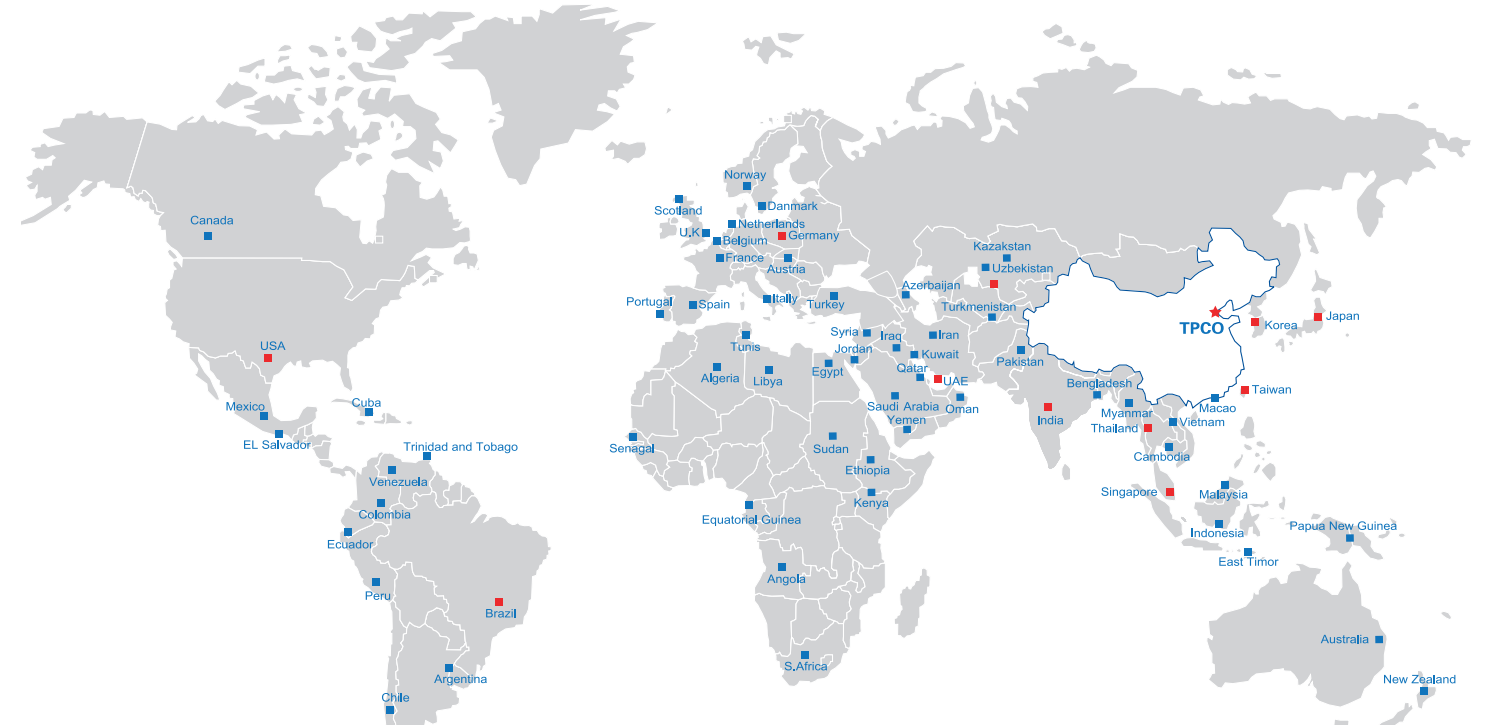 Norway
Scotland
Danmark
Canada
Netherlands
U.K
Belgium
Germany
Kazakstan
France
Austria
Uzbekistan
Azerbaijan
Portugal
Spain
Itally
Turkey
Turkmenistan
TPCO
Korea
Japan
USA
Tunis
Syria
Iraq
Iran
Jordan
Kuwait
Pakistan
Algeria
Libya
Egypt
Qatar
UAE
Bengladesh
Taiwan
Mexico
Cuba
Saudi Arabia
Oman
Macao
Yemen
India
Myanmar
Vietnam
Thailand
EL Salvador
Trinidad and Tobago
Senagal
Sudan
Cambodia
Ethiopia
Venezuela
Singapore
Malaysia
Kenya
Colombia
Equatorial Guinea
Papua New Guinea
Indonesia
Ecuador
East Timor
Angola
Peru
Brazil
Australia
S.Africa
Argentina
New Zealand
Chile